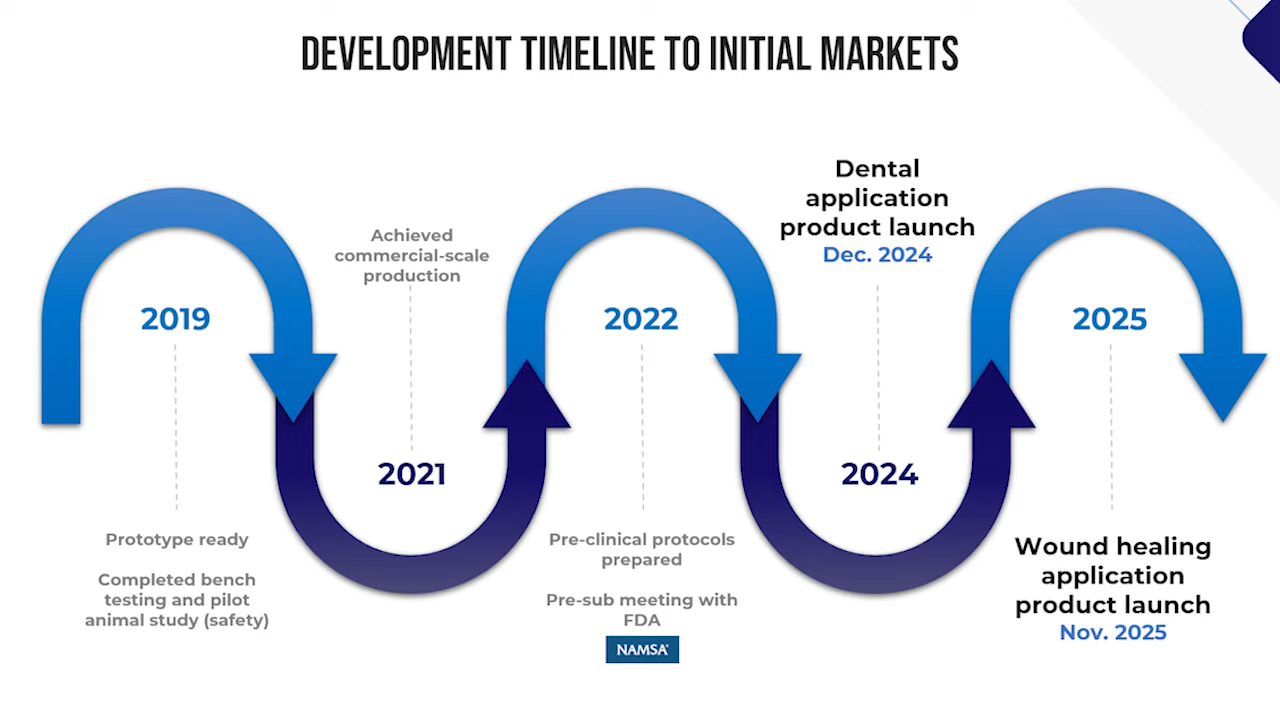 DEVELOPMENT TIMELINE TO INITIAL MARKETS
2019
Prototype ready
Completed bench
testing and pilot
animal study (safety)
Achieved
commercial-scale
production
2021
2022
Pre-clinical protocols
prepared
Pre-sub meeting with
FDA
NAMSA®
Dental
application
product launch
Dec. 2024
2024
2025
Wound healing
application
product launch
Nov. 2025